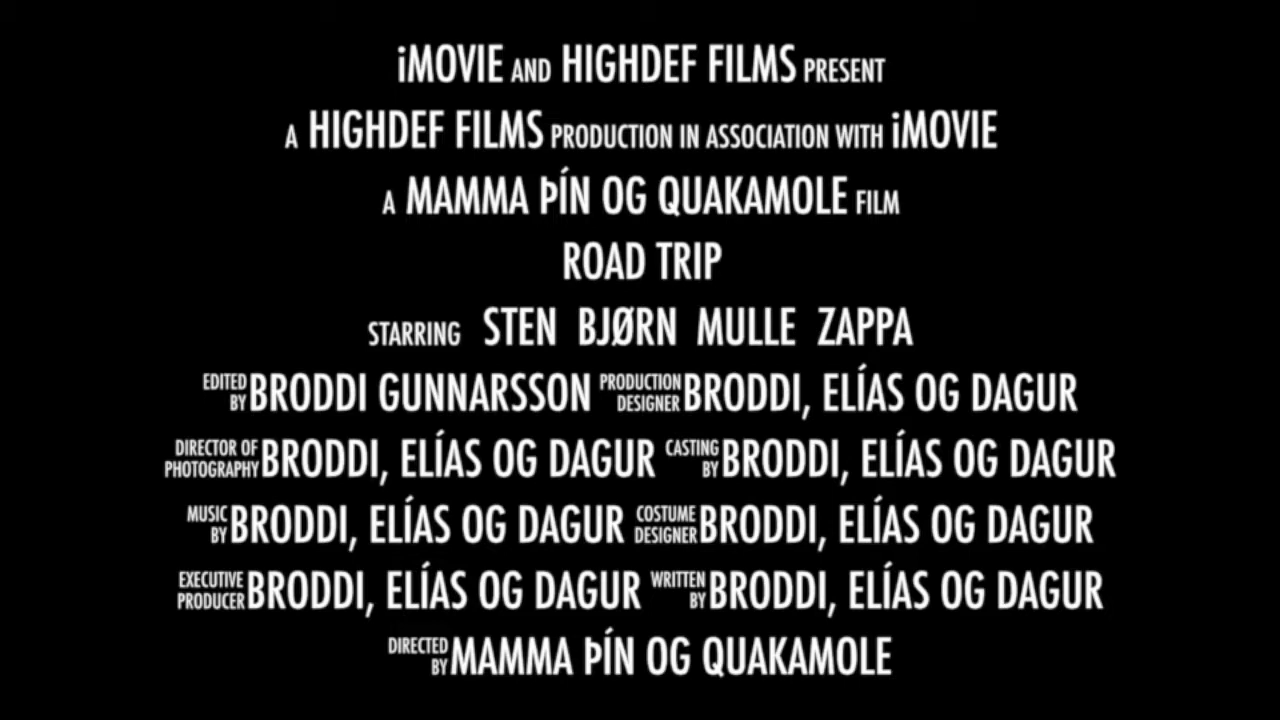 iMOVIE AND HIGHDEF FILMS PRESENT
A HIGHDEF FILMS PRODUCTION IN ASSOCIATION WITH iMOVIE
A MAMMA ÞÍN OG QUAKAMOLE FILM
ROAD TRIP
STARRING STEN BJØRN MULLE ZAPPA
EDITED BY BRODDI GUNNARSSON PRODUCTION DESIGNER BRODDI, ELÍAS OG DAGUR
DIRECTOR OF PHOTOGRAPHY BRODDI, ELÍAS OG DAGUR CASTING BY BRODDI, ELÍAS OG DAGUR
MUSIC BY BRODDI, ELÍAS OG DAGUR COSTUME DESIGNER BRODDI, ELÍAS OG DAGUR
EXECUTIVE PRODUCER BRODDI, ELÍAS OG DAGUR WRITTEN BY BRODDI, ELÍAS OG DAGUR
DIRECTED BY MAMMA ÞÍN OG QUAKAMOLE